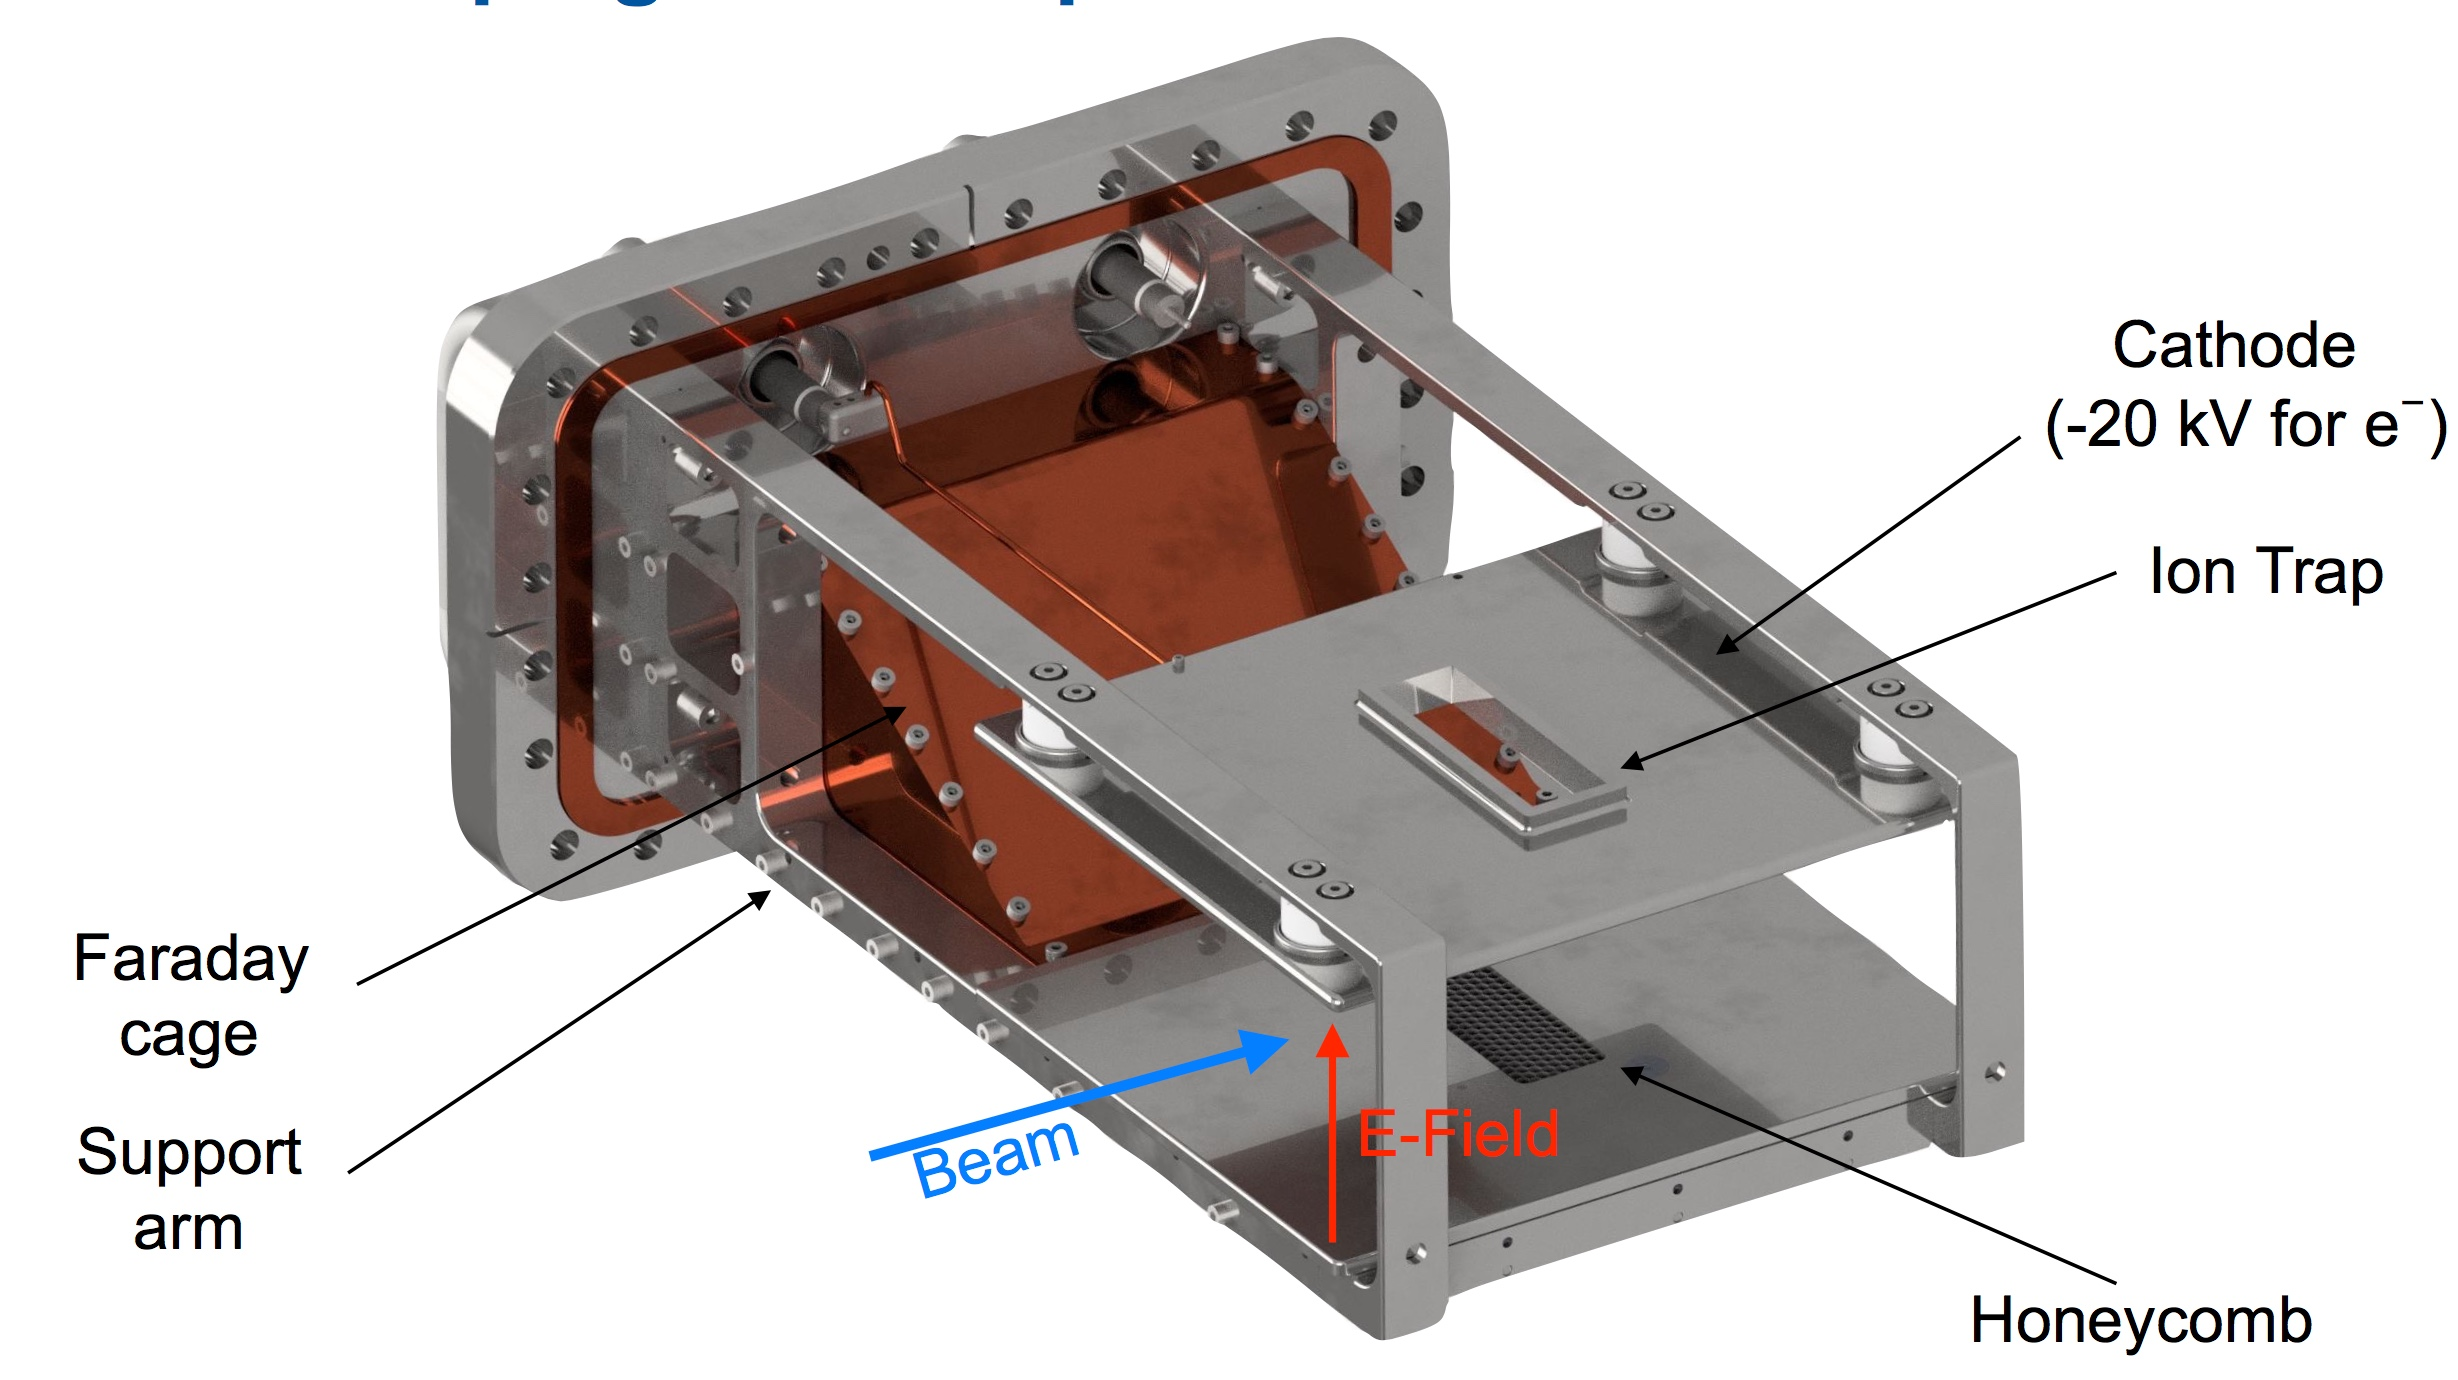 Cathode
(-20 kV for e⁻)
Ion Trap
Faraday
cage
Support
arm
Beam
E-Field
Honeycomb